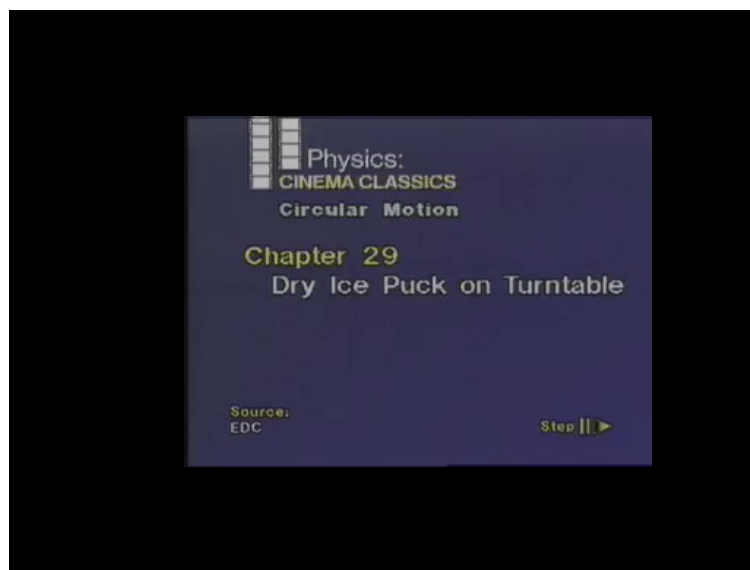 Physics:
CINEMA CLASSICS
Circular Motion
Chapter 29
Dry Ice Puck on Turntable
Source:
EDC
Step